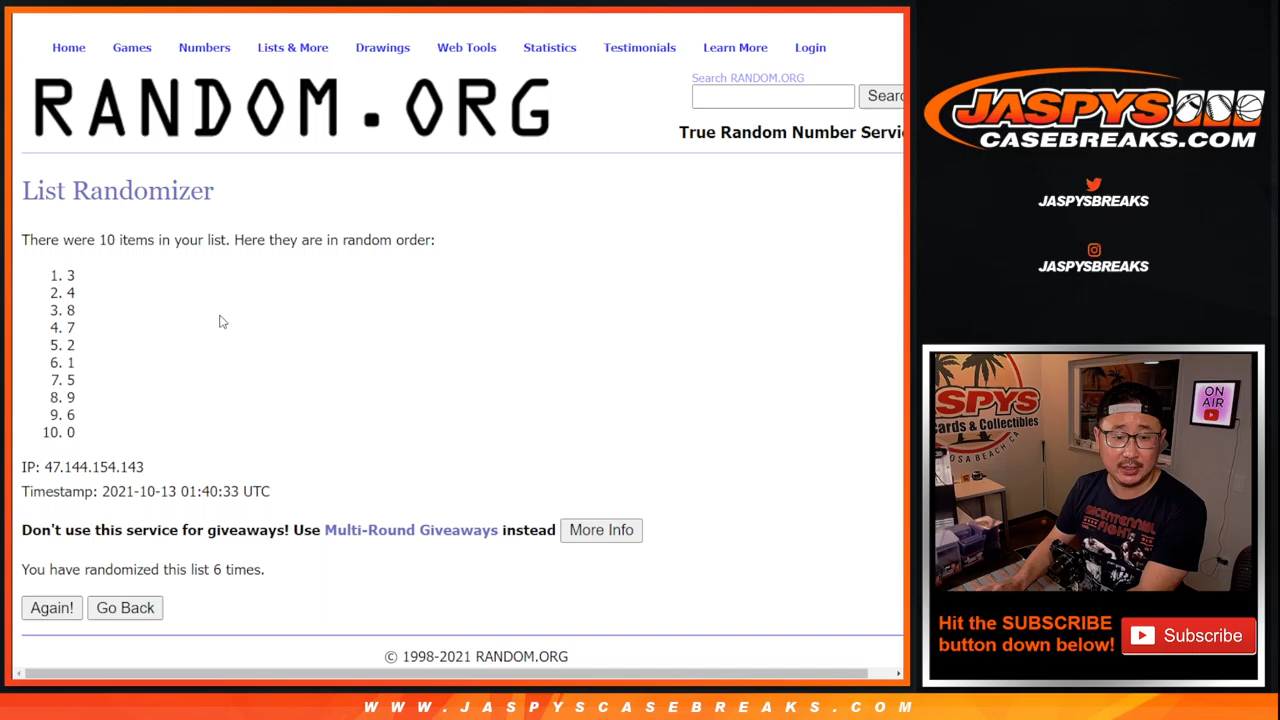 Home Games Numbers Lists & More Drawings Web Tools Statistics Testimonials Learn More Login
RANDOM.ORG
Search RANDOM.ORG
Searc
True Random Number Servi
List Randomizer
There were 10 items in your list. Here they are in random order:
1. 3
2. 4
3. 8
4. 7
5. 2
6. 1
7. 5
8. 9
9. 6
10. 0
IP: 47.144.154.143
Timestamp: 2021-10-13 01:40:33 UTC
Don't use this service for giveaways! Use Multi-Round Giveaways instead More Info
You have randomized this list 6 times.
Again! Go Back
© 1998-2021 RANDOM.ORG
JASPYS
CASEBREAKS.COM
JASPYSBREAKS
JASPYSBREAKS
ON
AIR
BICENTENNIAL
FIGHT
Hit the SUBSCRIBE
button down below!
Subscribe
WWW.JASPYSCASEBREAKS.COM